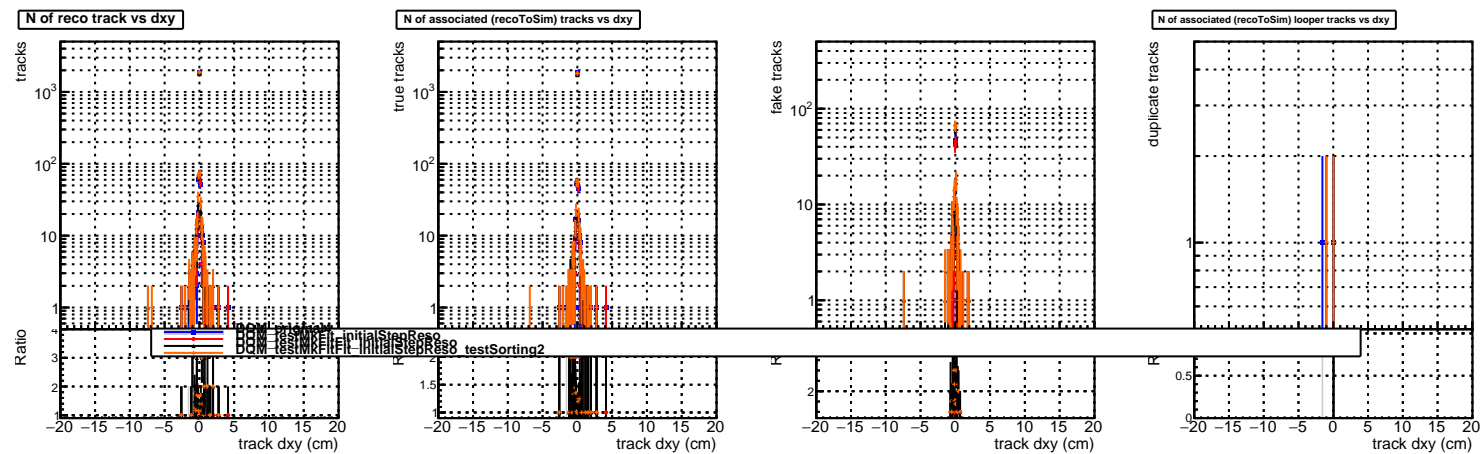 N of reco track vs dxy
N of associated (recoToSim) tracks vs dxy
N of associated (recoToSim) looper tracks vs dxy
tracks
10³
10²
10
1
true tracks
10³
10²
10
1
fake tracks
10²
10
1
duplicate tracks
1
DQM_testMkFit_initialStepReso
DQM_testMkFitFit_initialStepReso
DQM_testMkFitFit_initialStepReso_testSorting2
Ratio
4
3
2
1
2
1.5
1
2
0.5
0
−20 −15 −10 −5 0 5 10 15 20
track dxy (cm)
−20 −15 −10 −5 0 5 10 15 20
track dxy (cm)
−20 −15 −10 −5 0 5 10 15 20
track dxy (cm)
−20 −15 −10 −5 0 5 10 15 20
track dxy (cm)